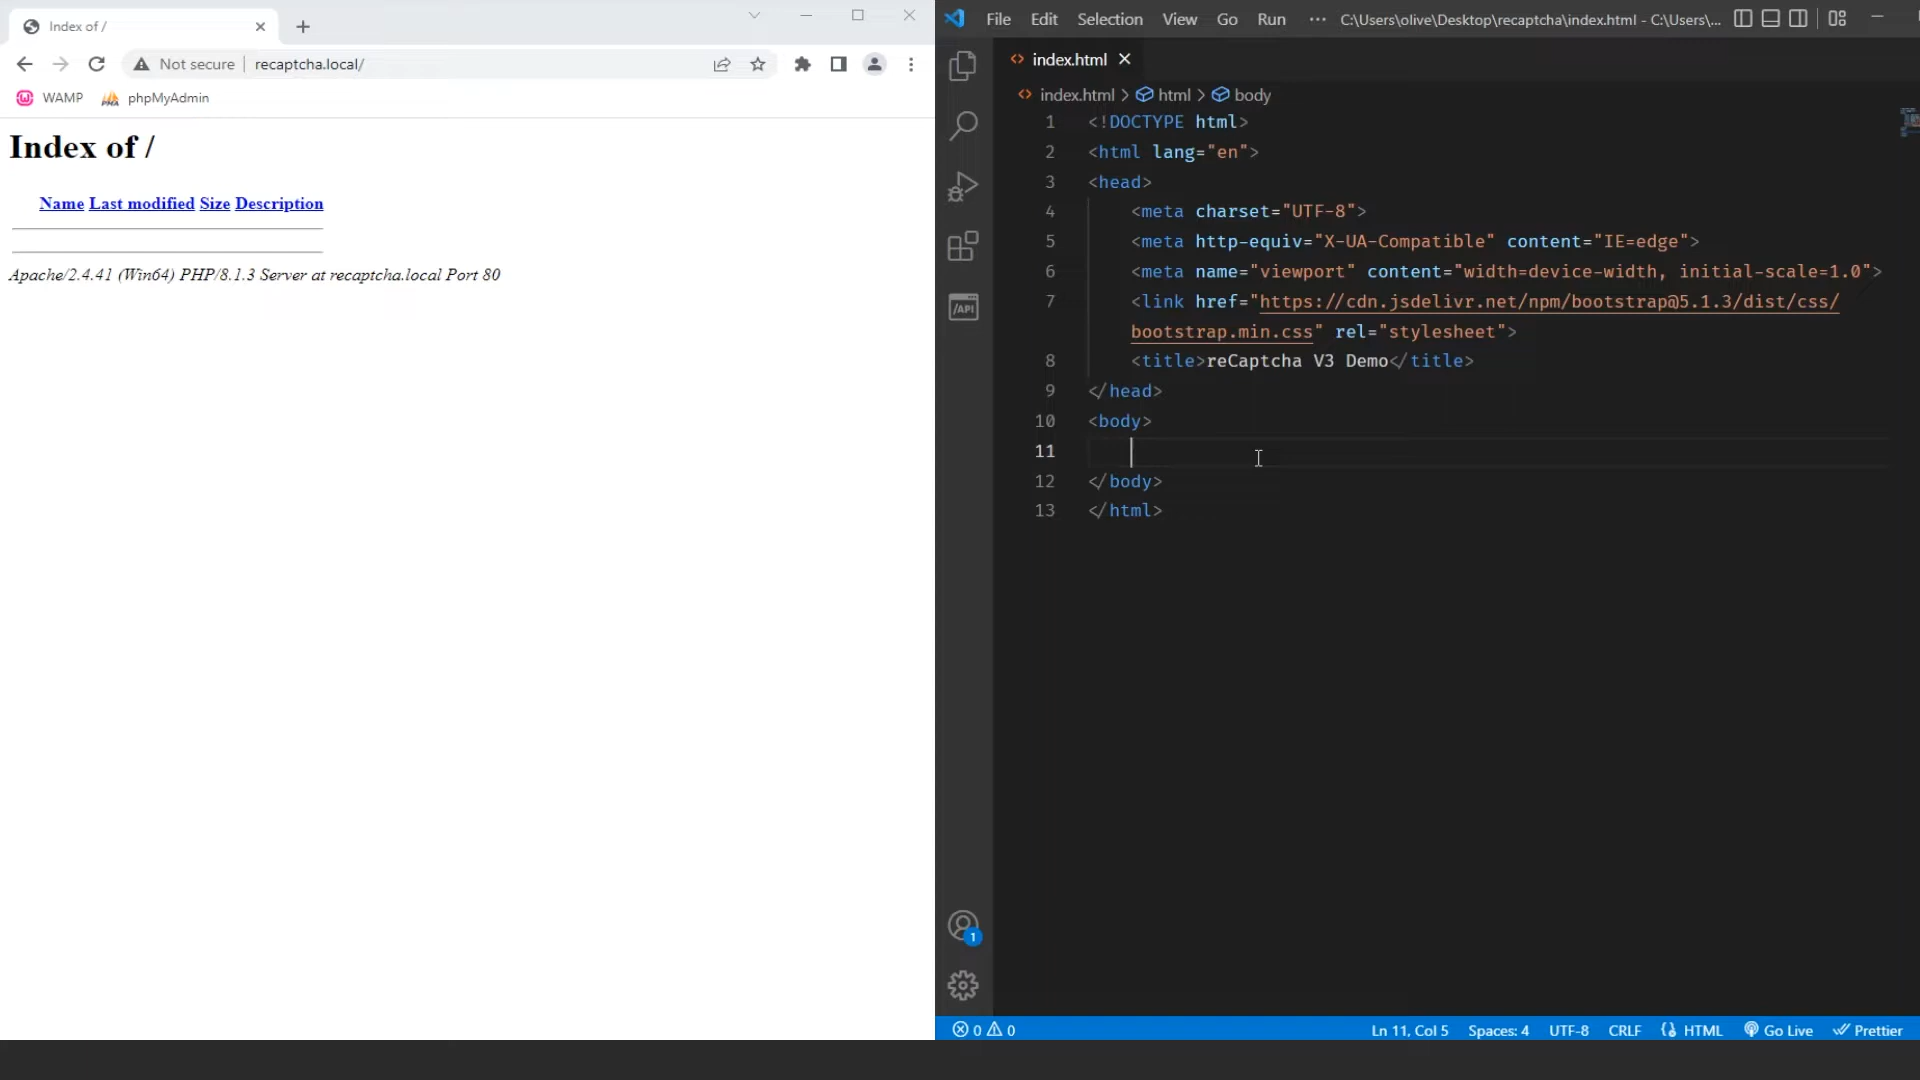 Index of /
Not secure
recaptcha.local/
WAMP
phpMyAdmin
Index of /
Name Last modified Size Description
Apache/2.4.41 (Win64) PHP/8.1.3 Server at recaptcha.local Port 80
File Edit Selection View Go Run ··· C:\Users\olive\Desktop\recaptcha\index.html - C:\Users\...
index.html
index.html > html > body
/API
1 <!DOCTYPE html>
2 <html lang="en">
3 <head>
4 <meta charset="UTF-8">
5 <meta http-equiv="X-UA-Compatible" content="IE=edge">
6 <meta name="viewport" content="width=device-width, initial-scale=1.0">
7 <link href="https://cdn.jsdelivr.net/npm/bootstrap@5.1.3/dist/css/
bootstrap.min.css" rel="stylesheet">
8 <title>reCaptcha V3 Demo</title>
9 </head>
10 <body>
11
12 </body>
13 </html>
1
0 0 Ln 11, Col 5 Spaces: 4 UTF-8 CRLF HTML Go Live Prettier